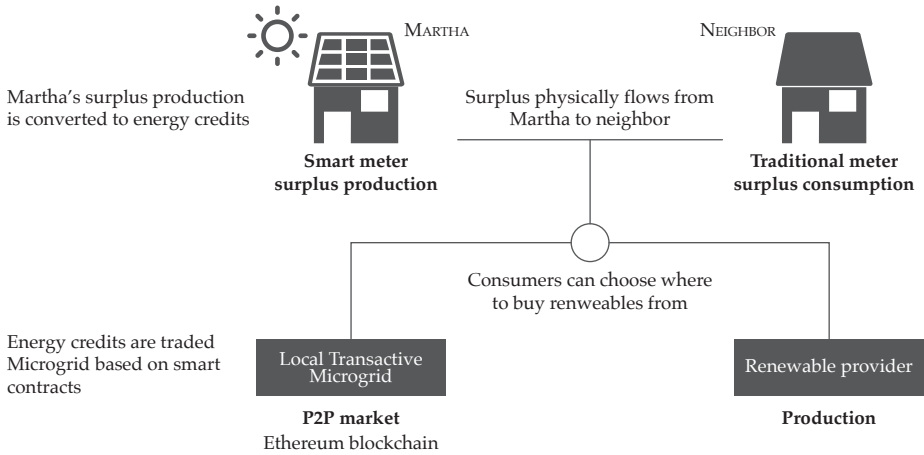 MARTHA
NEIGHBOR
Martha’s surplus production
is converted to energy credits
Surplus physically flows from
Martha to neighbor
Smart meter
surplus production
Traditional meter
surplus consumption
Consumers can choose where
to buy renweables from
Energy credits are traded
Microgrid based on smart
contracts
Local Transactive
Microgrid
Renewable provider
P2P market
Ethereum blockchain
Production